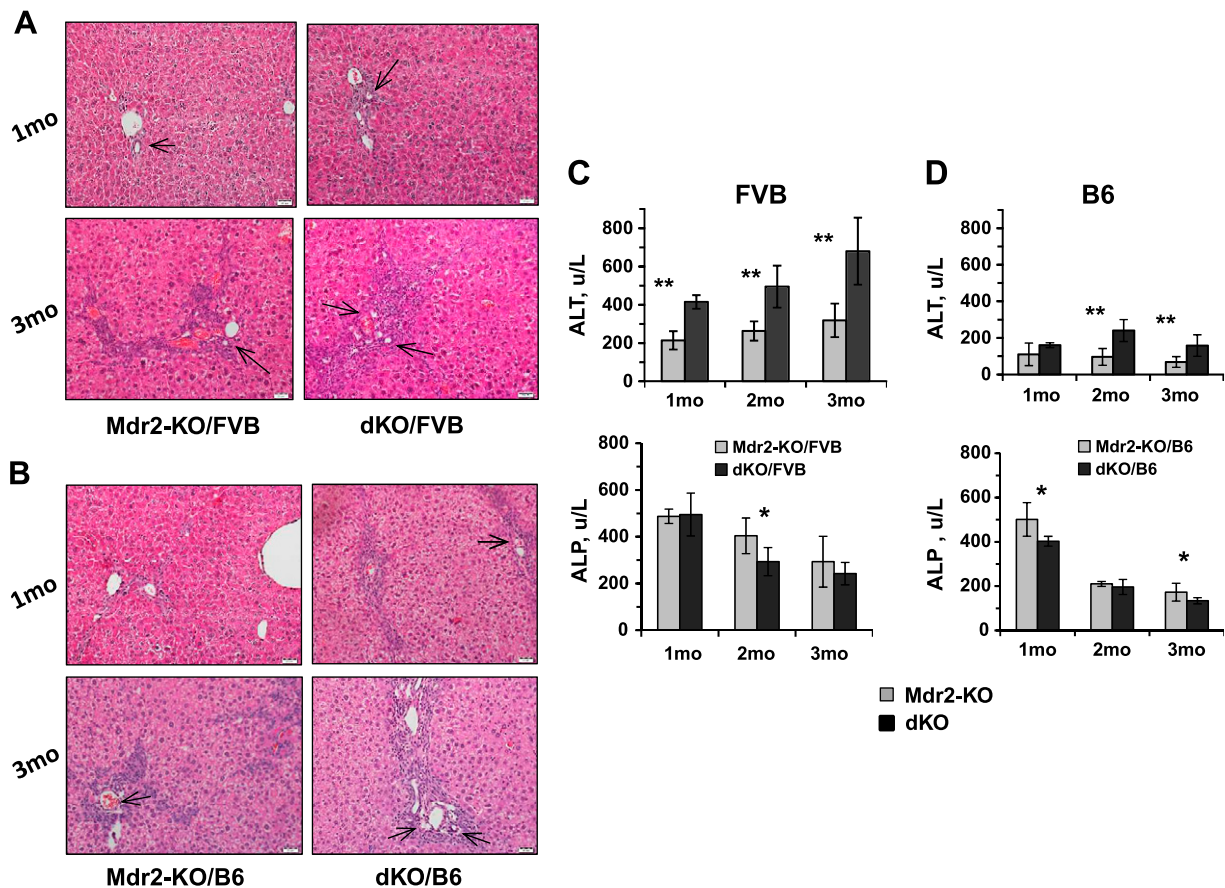 A
1mo
3mo
Mdr2-KO/FVB dKO/FVB
B
1mo
3mo
Mdr2-KO/B6 dKO/B6
C
FVB
ALT, u/L
800
600
400
200
0
** ** **
1mo 2mo 3mo
ALP, u/L
800
600
400
200
0
Mdr2-KO/FVB
dKO/FVB
*
1mo 2mo 3mo
D
B6
ALT, u/L
800
600
400
200
0
** **
1mo 2mo 3mo
ALP , u/L
800
600
400
200
0
Mdr2-KO/B6
dKO/B6
* *
1mo 2mo 3mo
Mdr2-KO
dKO